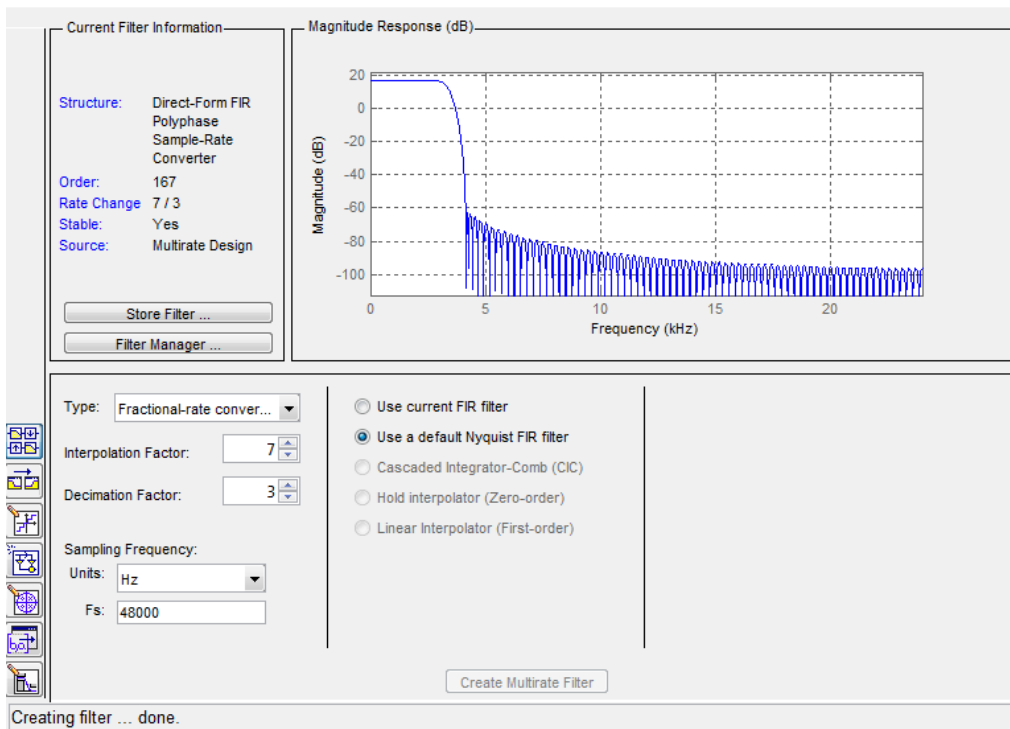 Current Filter Information
Structure: Direct-Form FIR
Polyphase
Sample-Rate
Converter
Order: 167
Rate Change 7 / 3
Stable: Yes
Source: Multirate Design
Store Filter ...
Filter Manager ...
Magnitude Response (dB)
20
0
-20
-40
-60
-80
-100
Magnitude (dB)
0 5 10 15 20
Frequency (kHz)
Type: Fractional-rate conver...
Interpolation Factor: 7
Decimation Factor: 3
Sampling Frequency:
Units: Hz
Fs: 48000
Use current FIR filter
Use a default Nyquist FIR filter
Cascaded Integrator-Comb (CIC)
Hold interpolator (Zero-order)
Linear Interpolator (First-order)
Create Multirate Filter
[b,a]
Creating filter ... done.